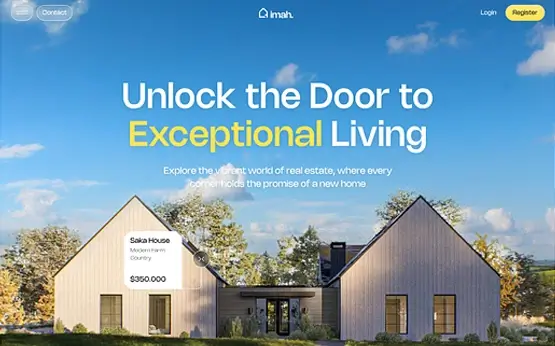 Contact
Imah.
Login
Register
Unlock the Door to
Exceptional Living
Explore the vibrant world of real estate, where every
corner holds the promise of a new home
Saka House
Modern Farm
Country
$350.000